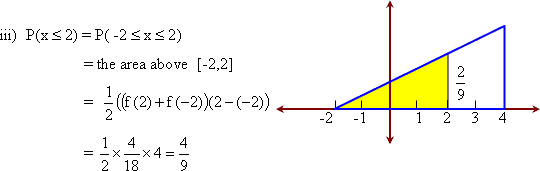 iii) P(x ≤ 2) = P( -2 ≤ x ≤ 2)
= the area above [-2,2]
= 1/2 ((f (2) + f (−2))(2 − (−2))
= 1/2 × 4/18 × 4 = 4/9
2/9
-2 -1 1 2 3 4